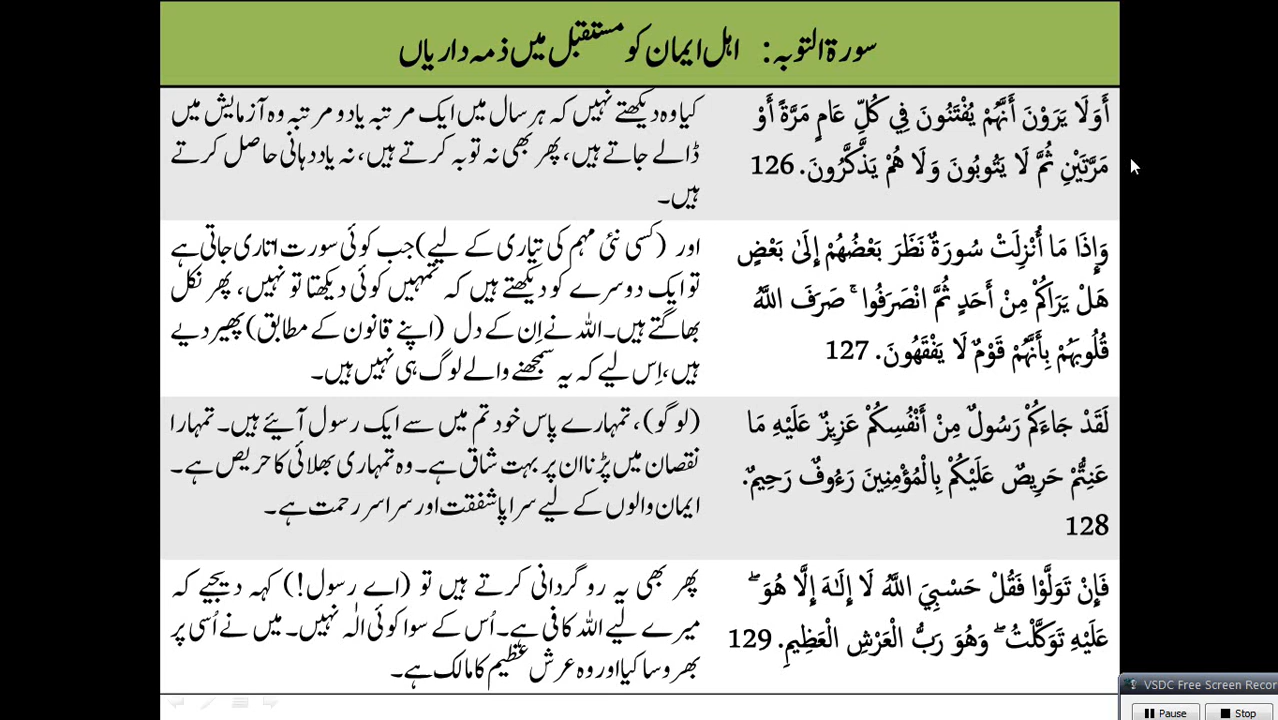 سورۃ التوبہ: اہل ایمان کو مستقبل میں ذمہ داریاں
أَوَلَا يَرَوْنَ أَنَّهُمْ يُفْتَنُونَ فِي كُلِّ عَامٍ مَرَّةً أَوْ
مَرَّتَيْنِ ثُمَّ لَا يَتُوبُونَ وَلَا هُمْ يَذَّكَّرُونَ. 126
کیا وہ دیکھتے نہیں کہ ہر سال میں ایک مرتبہ یا دو مرتبہ وہ آزمایش میں
ڈالے جاتے ہیں، پھر بھی نہ توبہ کرتے ہیں، نہ یاددہانی حاصل کرتے
ہیں۔
وَإِذَا مَا أُنْزِلَتْ سُورَةٌ نَظَرَ بَعْضُهُمْ إِلَىٰ بَعْضٍ
هَلْ يَرَاكُمْ مِنْ أَحَدٍ ثُمَّ انْصَرَفُوا ۚ صَرَفَ اللَّهُ
قُلُوبَهُمْ بِأَنَّهُمْ قَوْمٌ لَا يَفْقَهُونَ. 127
اور (کسی نئی مہم کی تیاری کے لیے) جب کوئی سورت اتاری جاتی ہے
تو ایک دوسرے کو دیکھتے ہیں کہ تمہیں کوئی دیکھتا تو نہیں، پھر نکل
بھاگتے ہیں۔ اللہ نے اِن کے دل (اپنے قانون کے مطابق) پھیر دیے
ہیں، اِس لیے کہ یہ سمجھنے والے لوگ ہی نہیں ہیں۔
لَقَدْ جَاءَكُمْ رَسُولٌ مِنْ أَنْفُسِكُمْ عَزِيزٌ عَلَيْهِ مَا
عَنِتُّمْ حَرِيصٌ عَلَيْكُمْ بِالْمُؤْمِنِينَ رَءُوفٌ رَحِيمٌ.
128
(لوگو)، تمہارے پاس خود تم میں سے ایک رسول آیئے ہیں۔ تمہارا
نقصان میں پڑنا ان پر بہت شاق ہے۔ وہ تمہاری بھلائی کا حریص ہے۔
ایمان والوں کے لیے سراپا شفقت اور سراسر رحمت ہے۔
فَإِنْ تَوَلَّوْا فَقُلْ حَسْبِيَ اللَّهُ لَا إِلَٰهَ إِلَّا هُوَ ۖ
عَلَيْهِ تَوَكَّلْتُ ۖ وَهُوَ رَبُّ الْعَرْشِ الْعَظِيمِ. 129
پھر بھی یہ روگردانی کرتے ہیں تو (اے رسول!) کہہ دیجیے کہ
میرے لیے اللہ کافی ہے۔ اُس کے سوا کوئی الٰہ نہیں۔ میں نے اُسی پر
بھروسا کیا اور وہ عرش عظیم کا مالک ہے۔
VSDC Free Screen Recor
Pause Stop